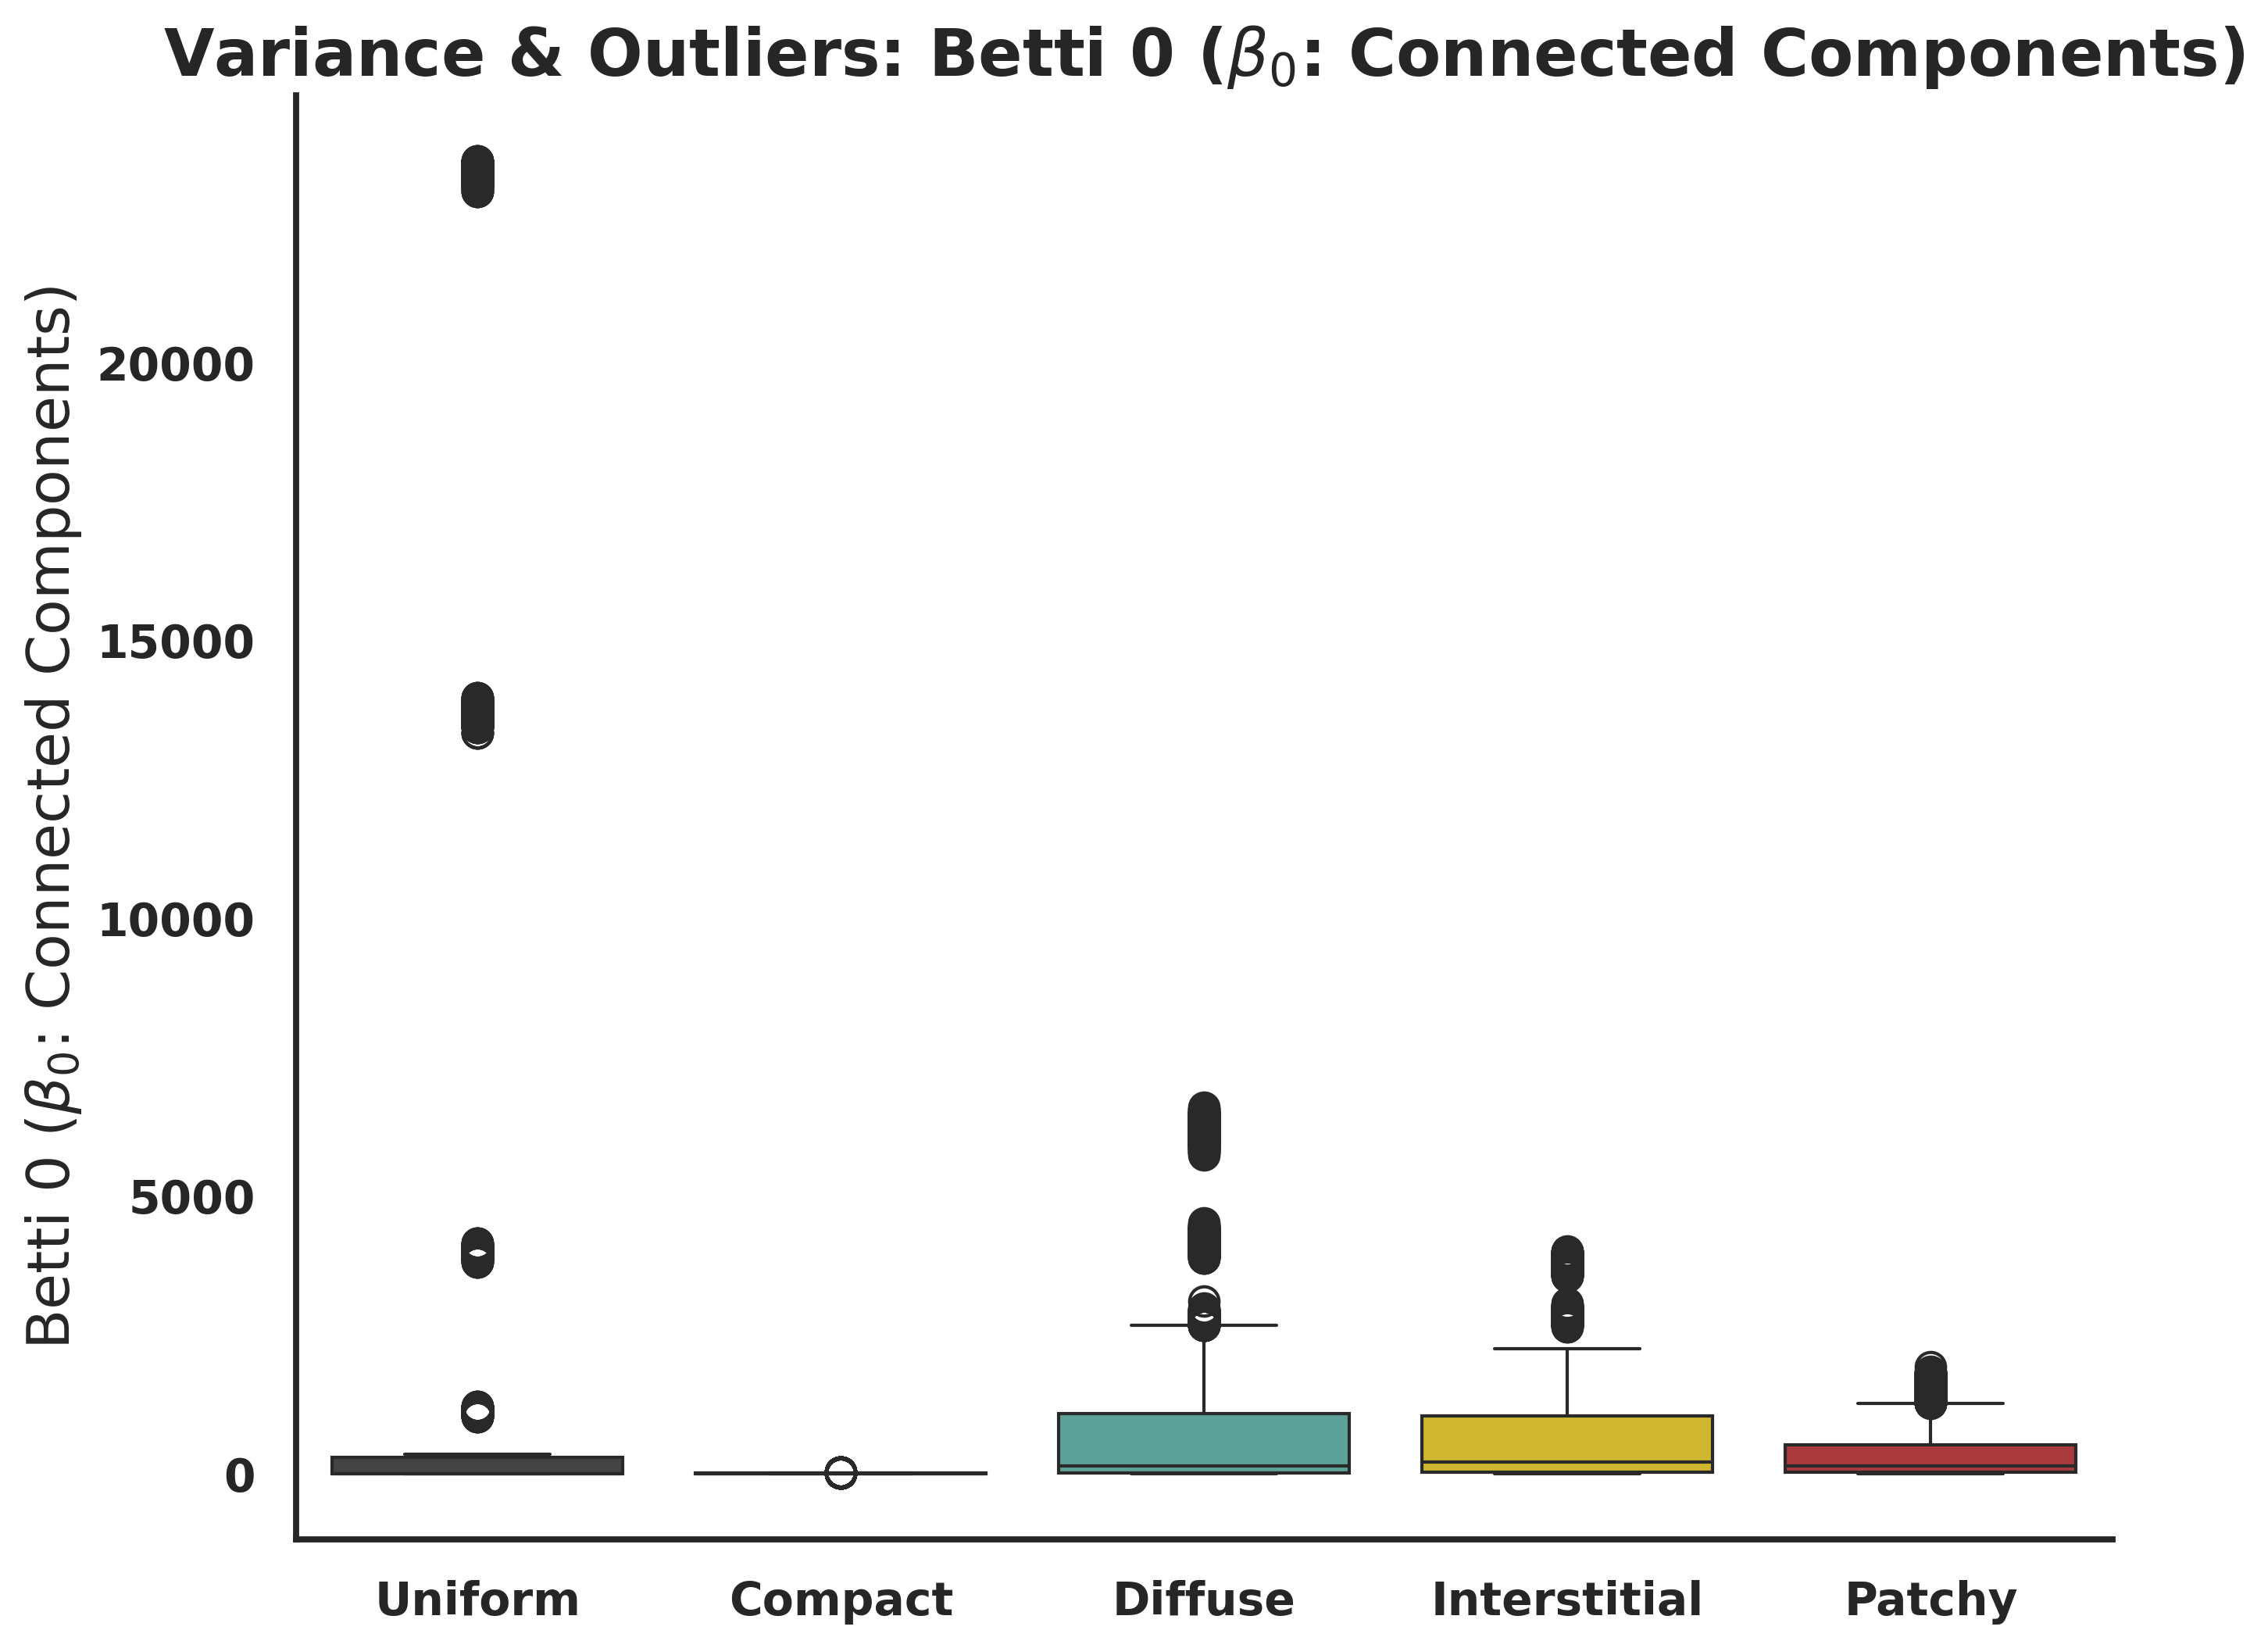 Variance & Outliers: Betti 0 (β₀: Connected Components)
Betti 0 (β₀: Connected Components)
20000
15000
10000
5000
0
Uniform
Compact
Diffuse
Interstitial
Patchy